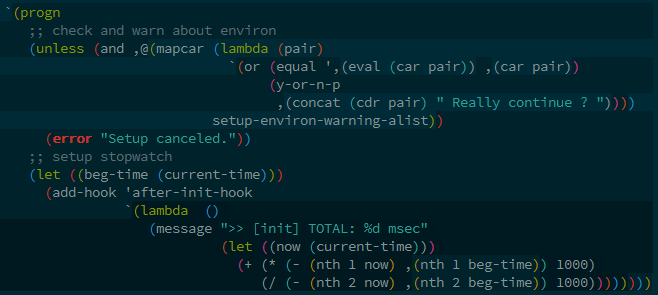 `(progn
;; check and warn about environ
(unless (and ,@(mapcar (lambda (pair)
`(or (equal ',(eval (car pair)) ,(car pair))
(y-or-n-p
,(concat (cdr pair) " Really continue ? "))))
setup-environ-warning-alist))
(error "Setup canceled."))
;; setup stopwatch
(let ((beg-time (current-time)))
(add-hook 'after-init-hook
`(lambda  ()
(message ">> [init] TOTAL: %d msec"
(let ((now (current-time)))
(+ (* (- (nth 1 now) ,(nth 1 beg-time)) 1000)
(/ (- (nth 2 now) ,(nth 2 beg-time)) 1000))))))))